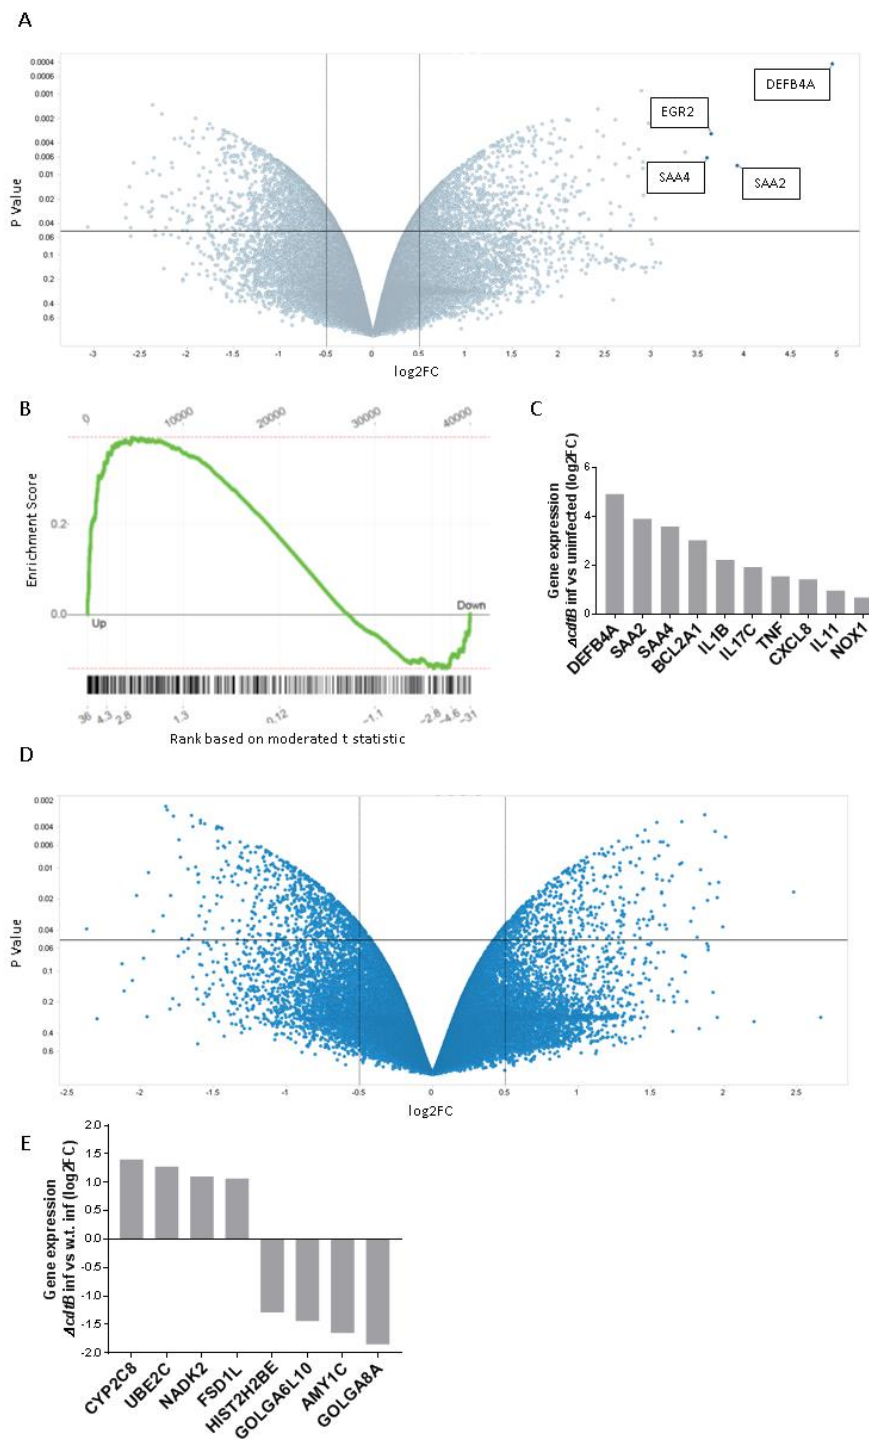 A
P Value
0.0004
0.0006
0.001
0.002
0.004
0.006
0.01
0.02
0.04
0.06
0.1
0.2
0.4
0.6
DEFB4A
EGR2
SAA4
SAA2
-3 -2.5 -2 -1.5 -1 -0.5 0 0.5 1 1.5 2 2.5 3 3.5 4 4.5 5
log2FC
B
0 10000 20000 30000 40000
Enrichment Score
0.2
0.0
Up
Down
36 4.3 2.8 1.3 0.12 -1.1 -2.8 -4.6 -31
Rank based on moderated t statistic
C
Gene expression
ΔcdtB inf vs uninfected (log2FC)
6
4
2
0
DEFB4A SAA2 SAA4 BCL2A1 IL1B IL17C TNF CXCL8 IL11 NOX1
D
P Value
0.002
0.004
0.006
0.01
0.02
0.04
0.06
0.1
0.2
0.4
0.6
-2.5 -2 -1.5 -1 -0.5 0 0.5 1 1.5 2 2.5
log2FC
E
Gene expression
ΔcdtB inf vs w.t. inf (log2FC)
2.0
1.5
1.0
0.5
0.0
-0.5
-1.0
-1.5
-2.0
CYP2C8 UBE2C NADK2 FSD1L HIST2H2BE GOLGA6L10 AMY1C GOLGA8A